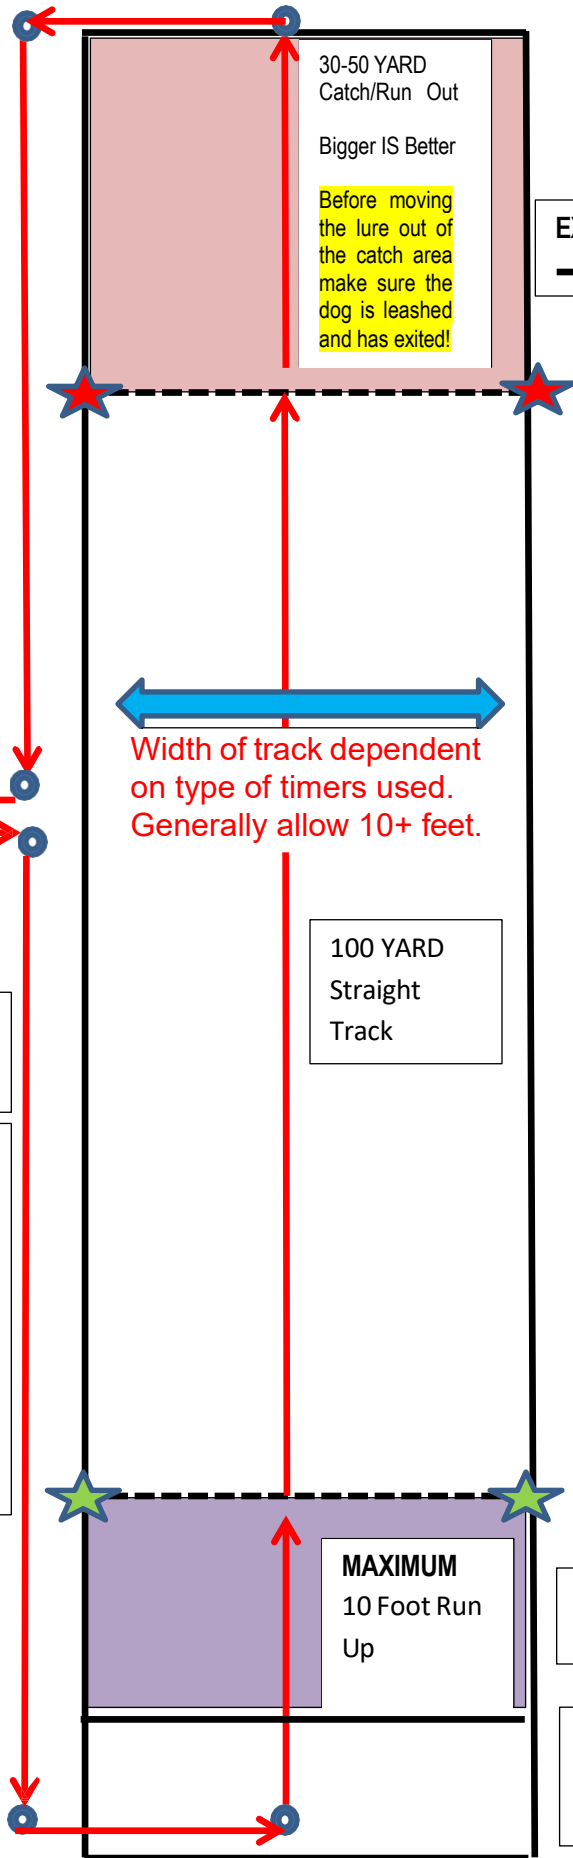 30-50 YARD
Catch/Run Out
Bigger IS Better
Before moving
the lure out of
the catch area
make sure the
dog is leashed
and has exited!
Width of track dependent
on type of timers used.
Generally allow 10+ feet.
100 YARD
Straight
Track
MAXIMUM
10 Foot Run
Up